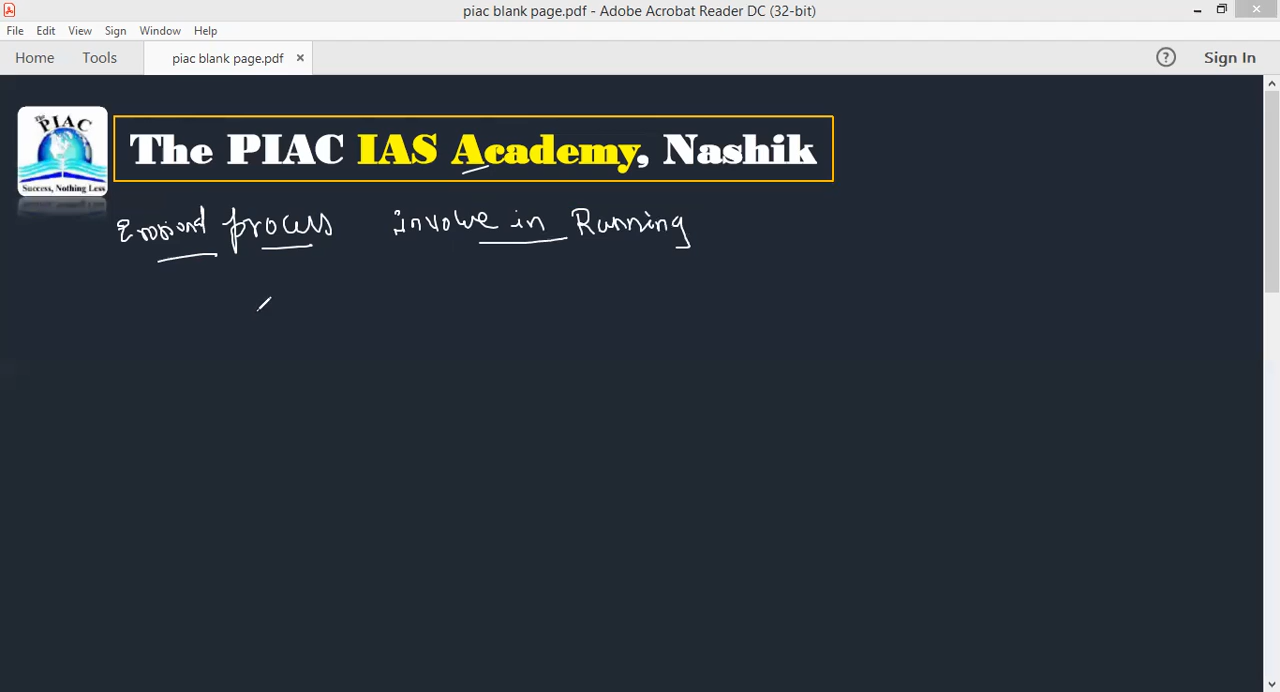 piac blank page.pdf - Adobe Acrobat Reader DC (32-bit)
File Edit View Sign Window Help
Home Tools piac blank page.pdf × ? Sign In
The PIAC
Success, Nothing Less
The PIAC IAS Academy, Nashik
Erosional process involve in Running